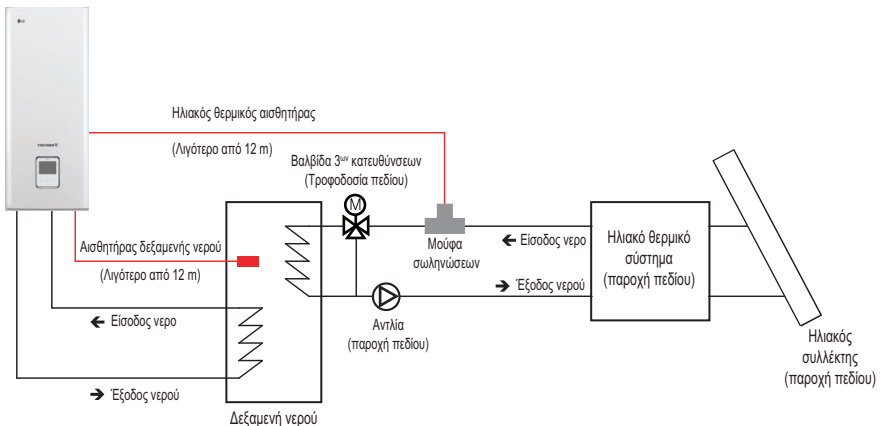 LG
Ηλιακός θερμικός αισθητήρας
(Λιγότερο από 12 m)
Βαλβίδα 3ων κατευθύνσεων
(Τροφοδοσία πεδίου)
M
Αισθητήρας δεξαμενής νερού
(Λιγότερο από 12 m)
Μούφα
σωληνώσεων
🡸 Είσοδος νερο
🡺 Έξοδος νερού
Ηλιακό θερμικό
σύστημα
(παροχή πεδίου)
🡸 Είσοδος νερο
🡺 Έξοδος νερού
Αντλία
(παροχή πεδίου)
Ηλιακός
συλλέκτης
(παροχή πεδίου)
Δεξαμενή νερού